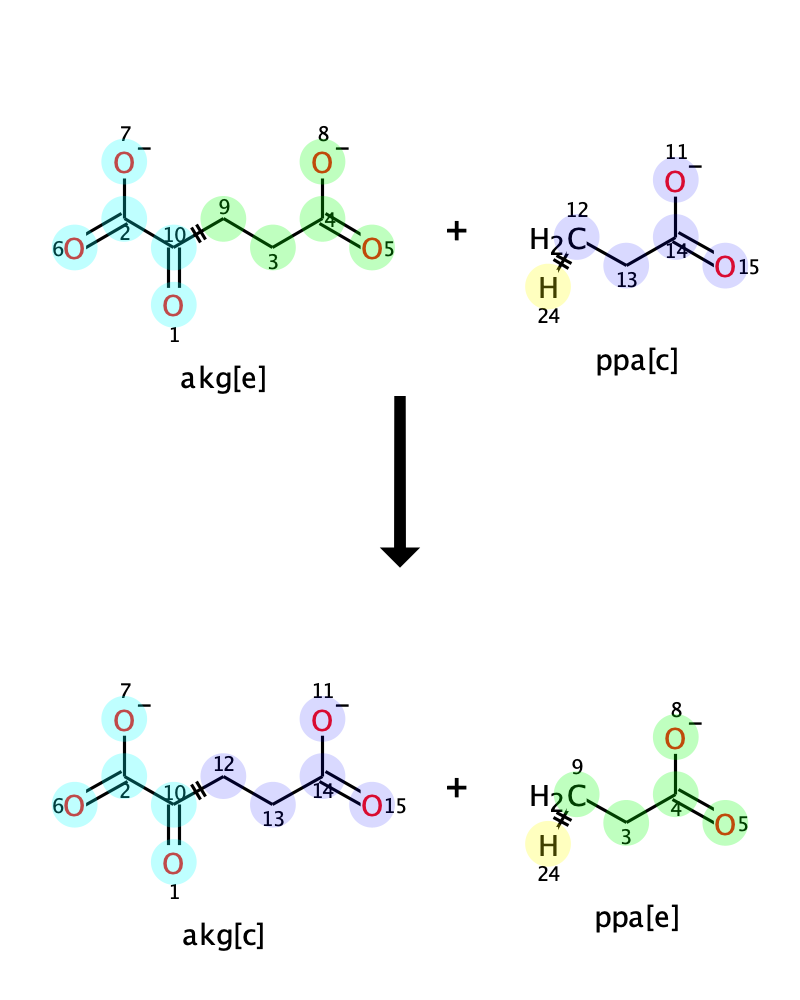 7 8
O− O− 11
O−
9 12
10 4 + H2C
6O 2 O5 14
3 O15
H 13
O 24
1
akg[e] ppa[c]
7 11
O− O− 8
O−
12 9
10 14 + H2C
6O 2 O15 4
13 O5
H 3
O 24
1
akg[c] ppa[e]